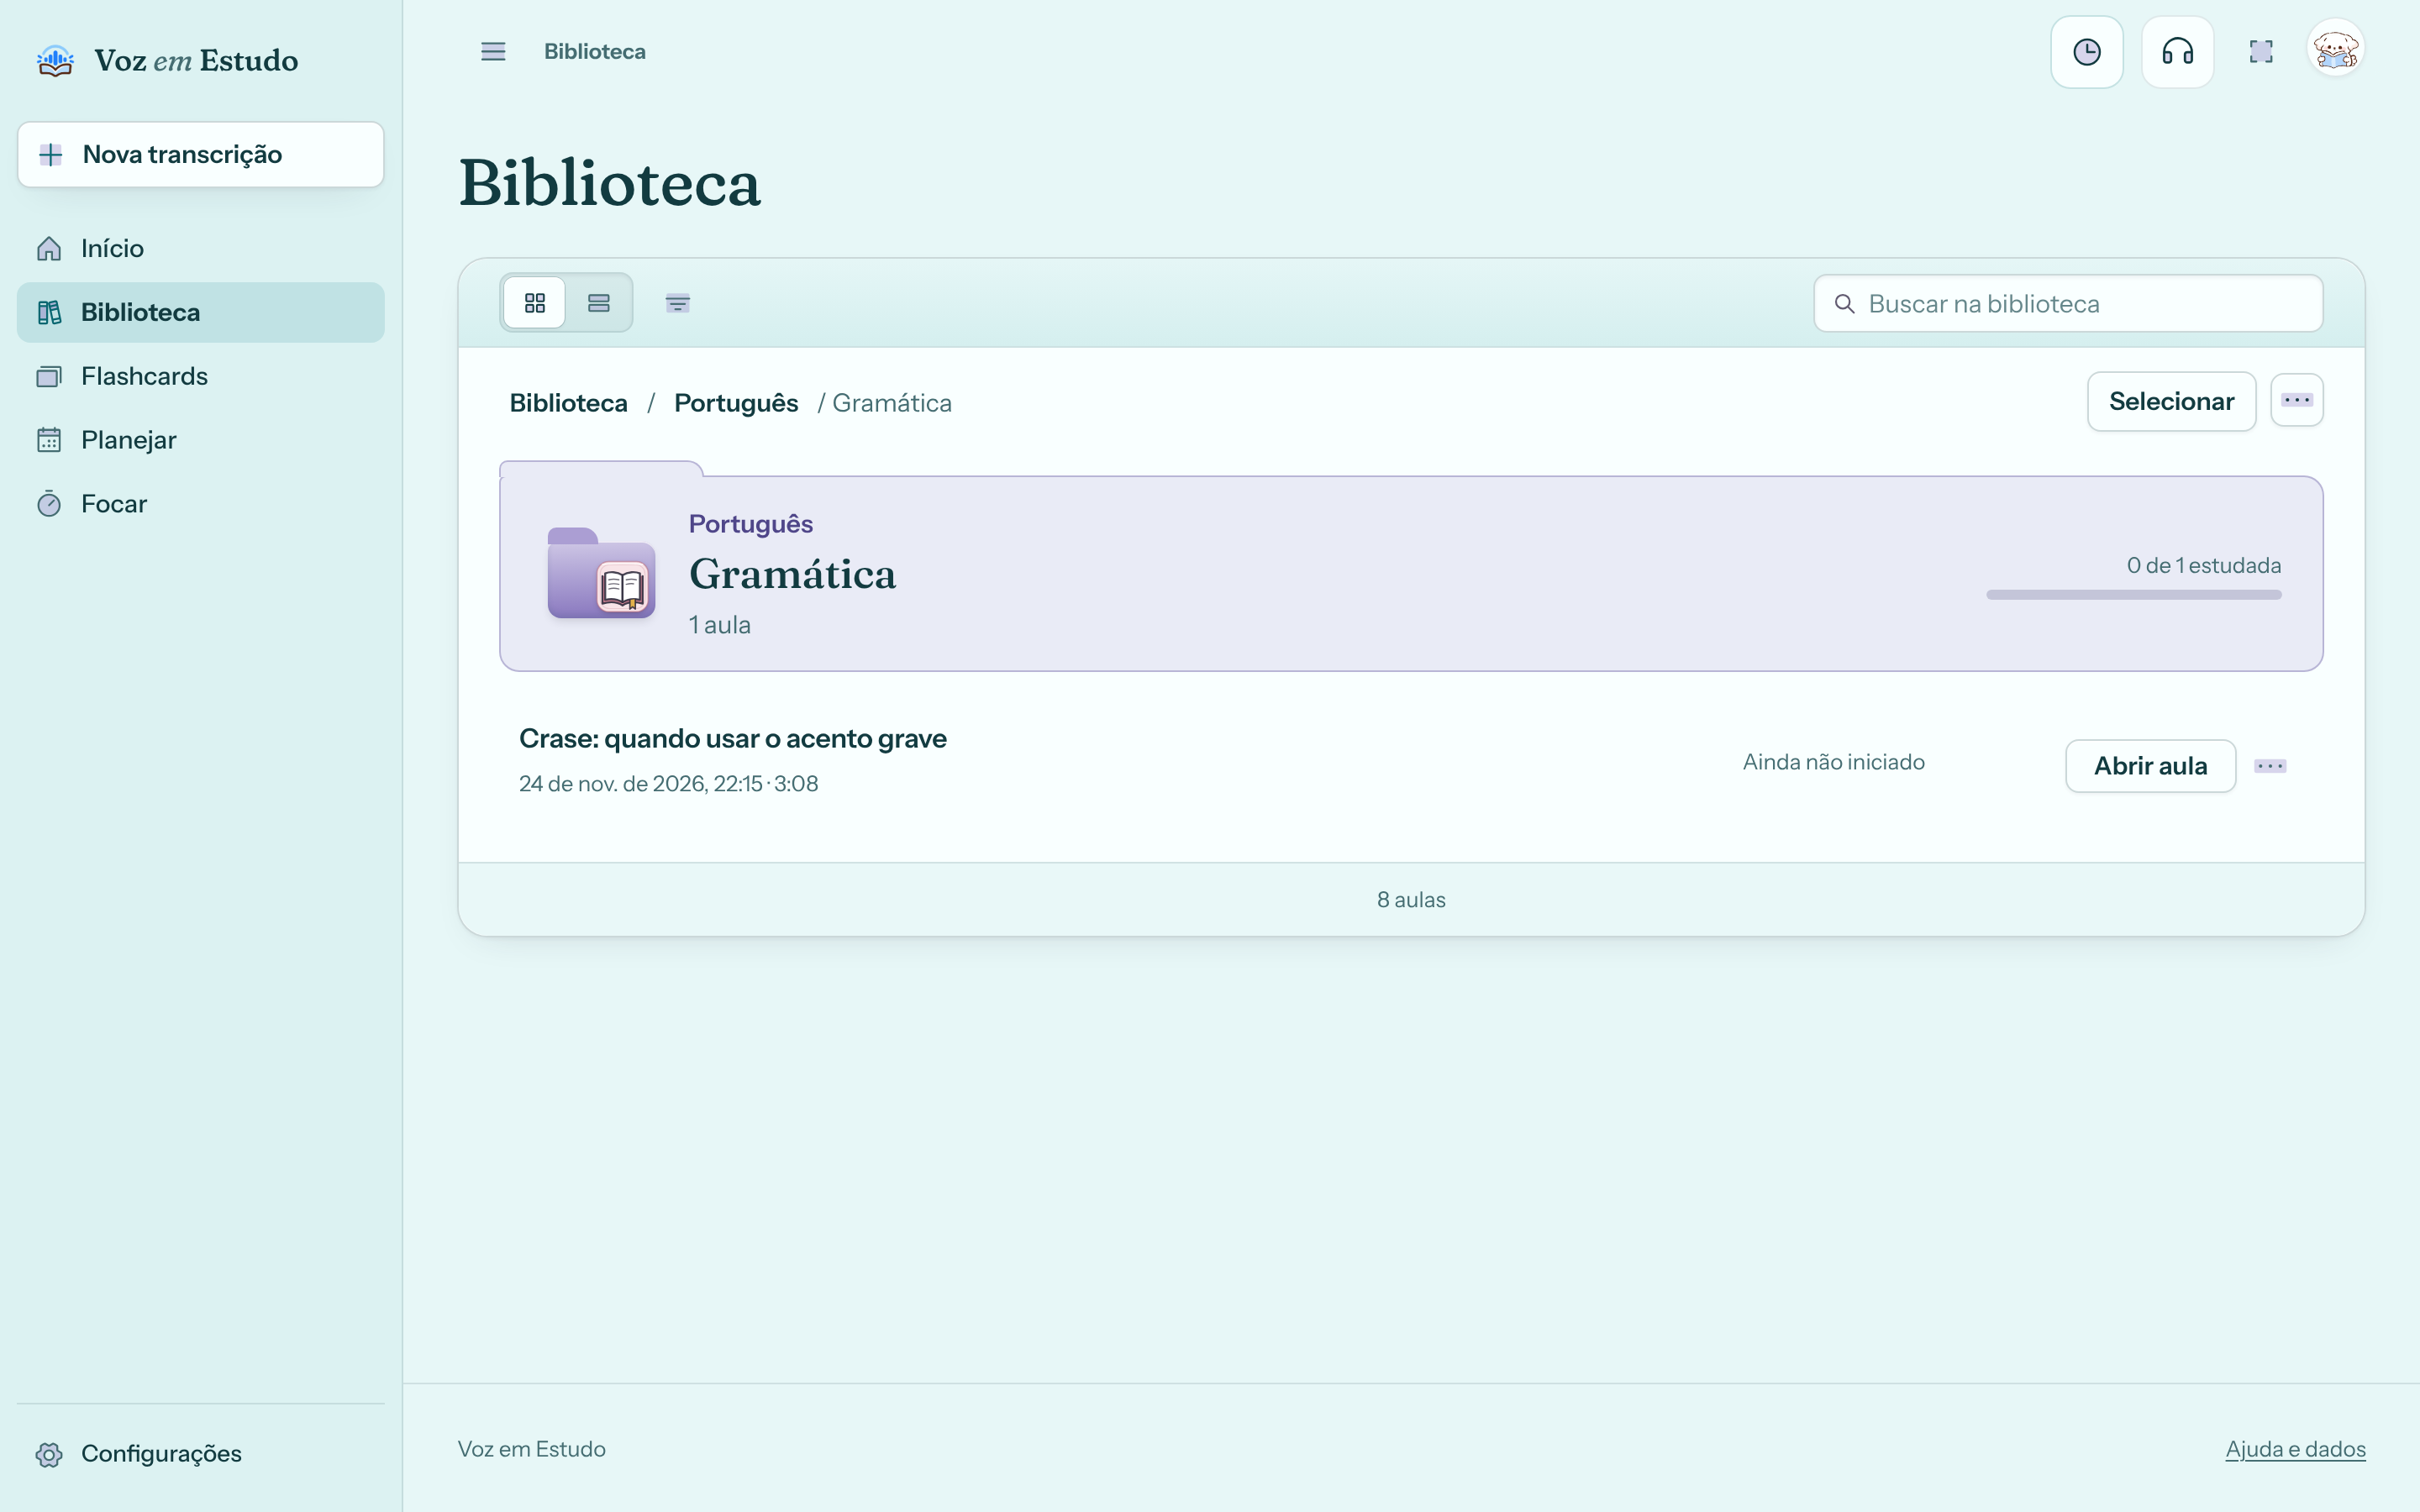 Voz em Estudo
Nova transcrição
Início
Biblioteca
Flashcards
Planejar
Focar
Configurações
Biblioteca
Biblioteca
Buscar na biblioteca
Biblioteca / Português / Gramática
Selecionar
Português
Gramática
1 aula
0 de 1 estudada
Crase: quando usar o acento grave
24 de nov. de 2026, 22:15 · 3:08
Ainda não iniciado
Abrir aula
8 aulas
Voz em Estudo
Ajuda e dados